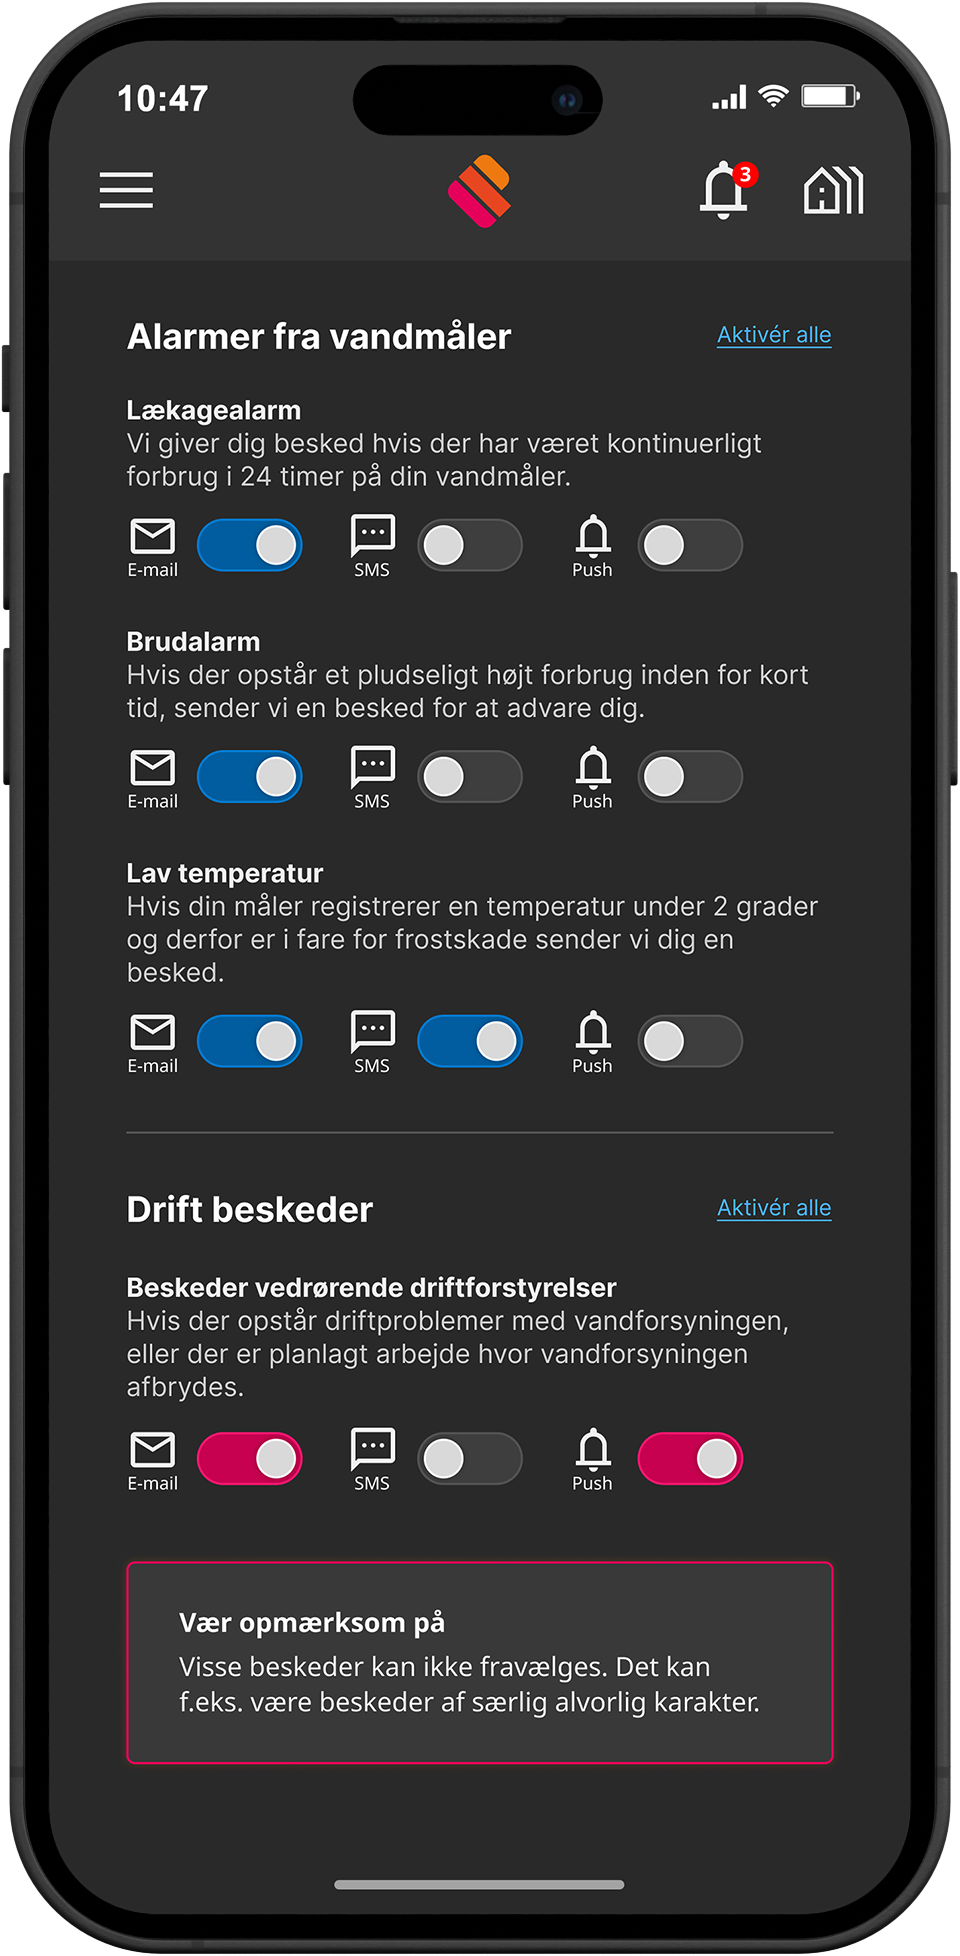 10:47
3
Alarmer fra vandmåler
Aktivér alle
Lækagealarm
Vi giver dig besked hvis der har været kontinuerligt
forbrug i 24 timer på din vandmåler.
E-mail
SMS
Push
Brudalarm
Hvis der opstår et pludseligt højt forbrug inden for kort
tid, sender vi en besked for at advare dig.
E-mail
SMS
Push
Lav temperatur
Hvis din måler registrerer en temperatur under 2 grader
og derfor er i fare for frostskade sender vi dig en
besked.
E-mail
SMS
Push
Drift beskeder
Aktivér alle
Beskeder vedrørende driftforstyrelser
Hvis der opstår driftproblemer med vandforsyningen,
eller der er planlagt arbejde hvor vandforsyningen
afbrydes.
E-mail
SMS
Push
Vær opmærksom på
Visse beskeder kan ikke fravælges. Det kan
f.eks. være beskeder af særlig alvorlig karakter.